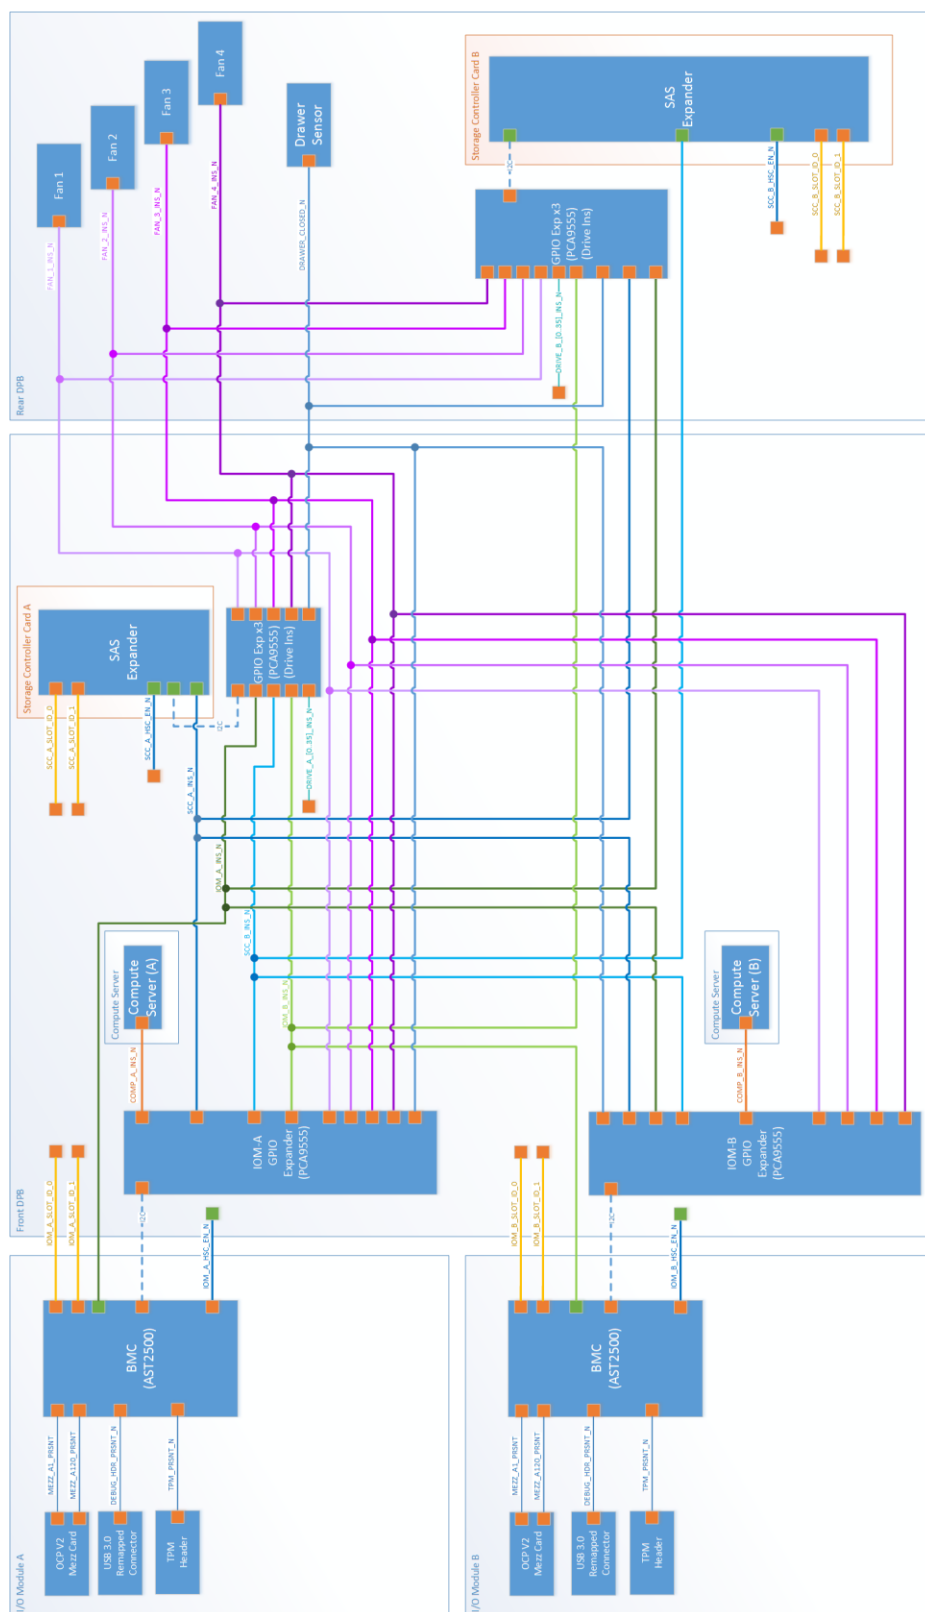 Fan 4
Fan 3
Fan 2
Fan 1
Drawer
Sensor
Storage Controller Card B
SAS
Expander
I2C
GPIO Exp x3
(PCA9555)
(Drive Ins)
SCC_B_HSC_EN_N
SCC_B_SLOT_ID_0
SCC_B_SLOT_ID_1
FAN_1_INS_N
FAN_2_INS_N
FAN_3_INS_N
FAN_4_INS_N
DRAWER_CLOSED_N
DRIVE_B_[0..35]_INS_N
Rear DPB
Storage Controller Card A
SAS
Expander
GPIO Exp x3
(PCA9555)
(Drive Ins)
SCC_A_SLOT_ID_0
SCC_A_SLOT_ID_1
SCC_A_HSC_EN_N
I2C
SCC_A_INS_N
DRIVE_A_[0..35]_INS_N
IOM_A_INS_N
SCC_B_INS_N
IOM_B_INS_N
Compute Server
Compute
Server (A)
COMP_A_INS_N
Compute Server
Compute
Server (B)
COMP_B_INS_N
IOM-A
GPIO
Expander
(PCA9555)
IOM-B
GPIO
Expander
(PCA9555)
Front DPB
IOM_A_SLOT_ID_0
IOM_A_SLOT_ID_1
I2C
IOM_A_HSC_EN_N
IOM_B_SLOT_ID_0
IOM_B_SLOT_ID_1
I2C
IOM_B_HSC_EN_N
BMC
(AST2500)
MEZZ_A1_PRSNT
MEZZ_A120_PRSNT
DEBUG_HDR_PRSNT_N
TPM_PRSNT_N
OCP V2
Mezz Card
USB 3.0
Remapped
Connector
TPM
Header
I/O Module A
BMC
(AST2500)
MEZZ_A1_PRSNT
MEZZ_A120_PRSNT
DEBUG_HDR_PRSNT_N
TPM_PRSNT_N
OCP V2
Mezz Card
USB 3.0
Remapped
Connector
TPM
Header
I/O Module B